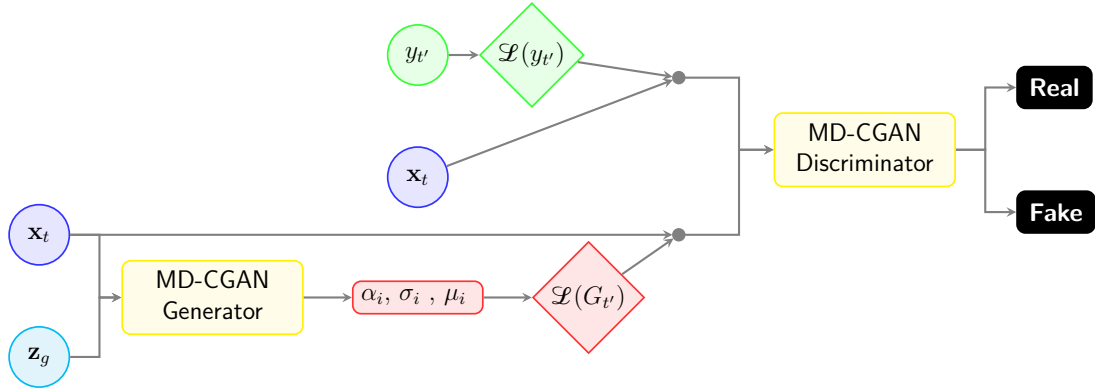 y_{t'}
ℒ(y_{t'})
Real
MD-CGAN
Discriminator
x_t
Fake
x_t
MD-CGAN
Generator
α_i, σ_i , μ_i
ℒ(G_{t'})
z_g